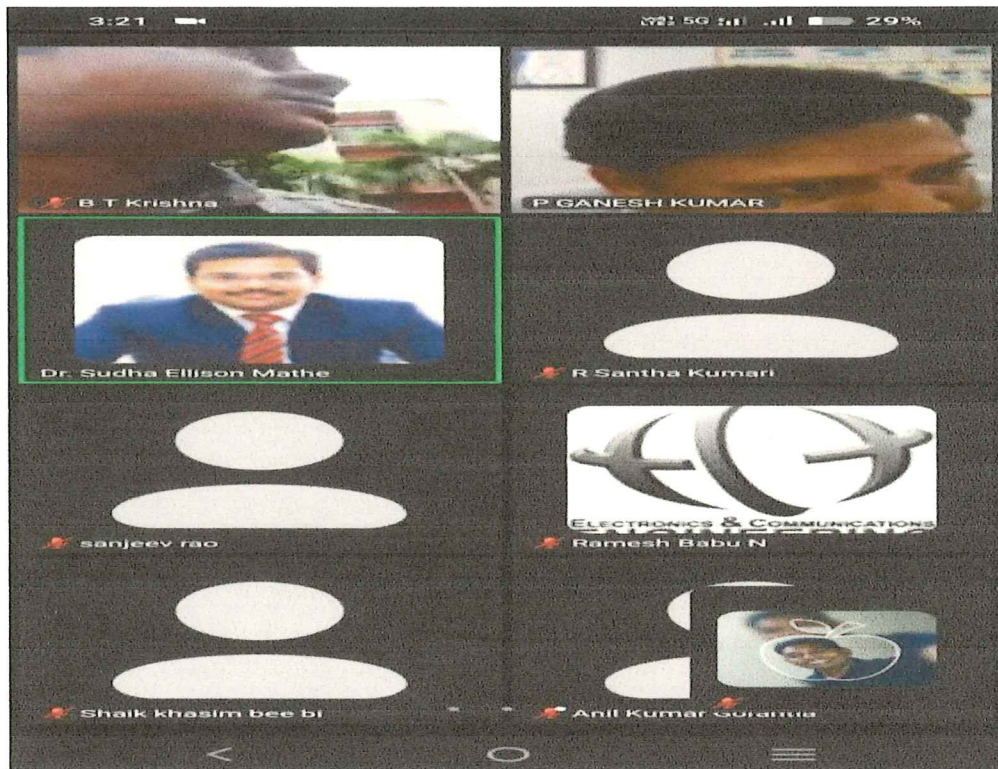 3:21 5G 29%
B T Krishna
P GANESH KUMAR
Dr. Sudha Ellison Mathe
R Santha Kumari
sanjeev rao
ELECTRONICS & COMMUNICATIONS
Ramesh Babu N
Shaik khasim bee bi
Anil Kumar